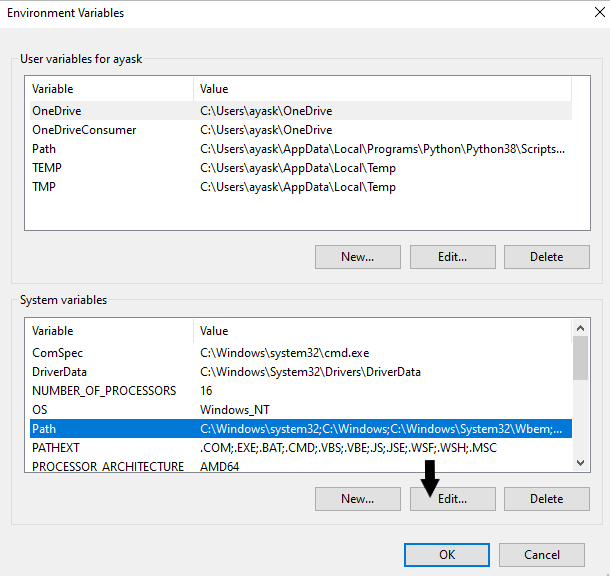 Environment Variables
User variables for ayask
Variable Value
OneDrive C:\Users\ayask\OneDrive
OneDriveConsumer C:\Users\ayask\OneDrive
Path C:\Users\ayask\AppData\Local\Programs\Python\Python38\Scripts...
TEMP C:\Users\ayask\AppData\Local\Temp
TMP C:\Users\ayask\AppData\Local\Temp
New... Edit... Delete
System variables
Variable Value
ComSpec C:\Windows\system32\cmd.exe
DriverData C:\Windows\System32\Drivers\DriverData
NUMBER_OF_PROCESSORS 16
OS Windows_NT
Path C:\Windows\system32;C:\Windows;C:\Windows\System32\Wbem;...
PATHEXT .COM;.EXE;.BAT;.CMD;.VBS;.VBE;.JS;.JSE;.WSF;.WSH;.MSC
PROCESSOR_ARCHITECTURE AMD64
New... Edit... Delete
OK Cancel